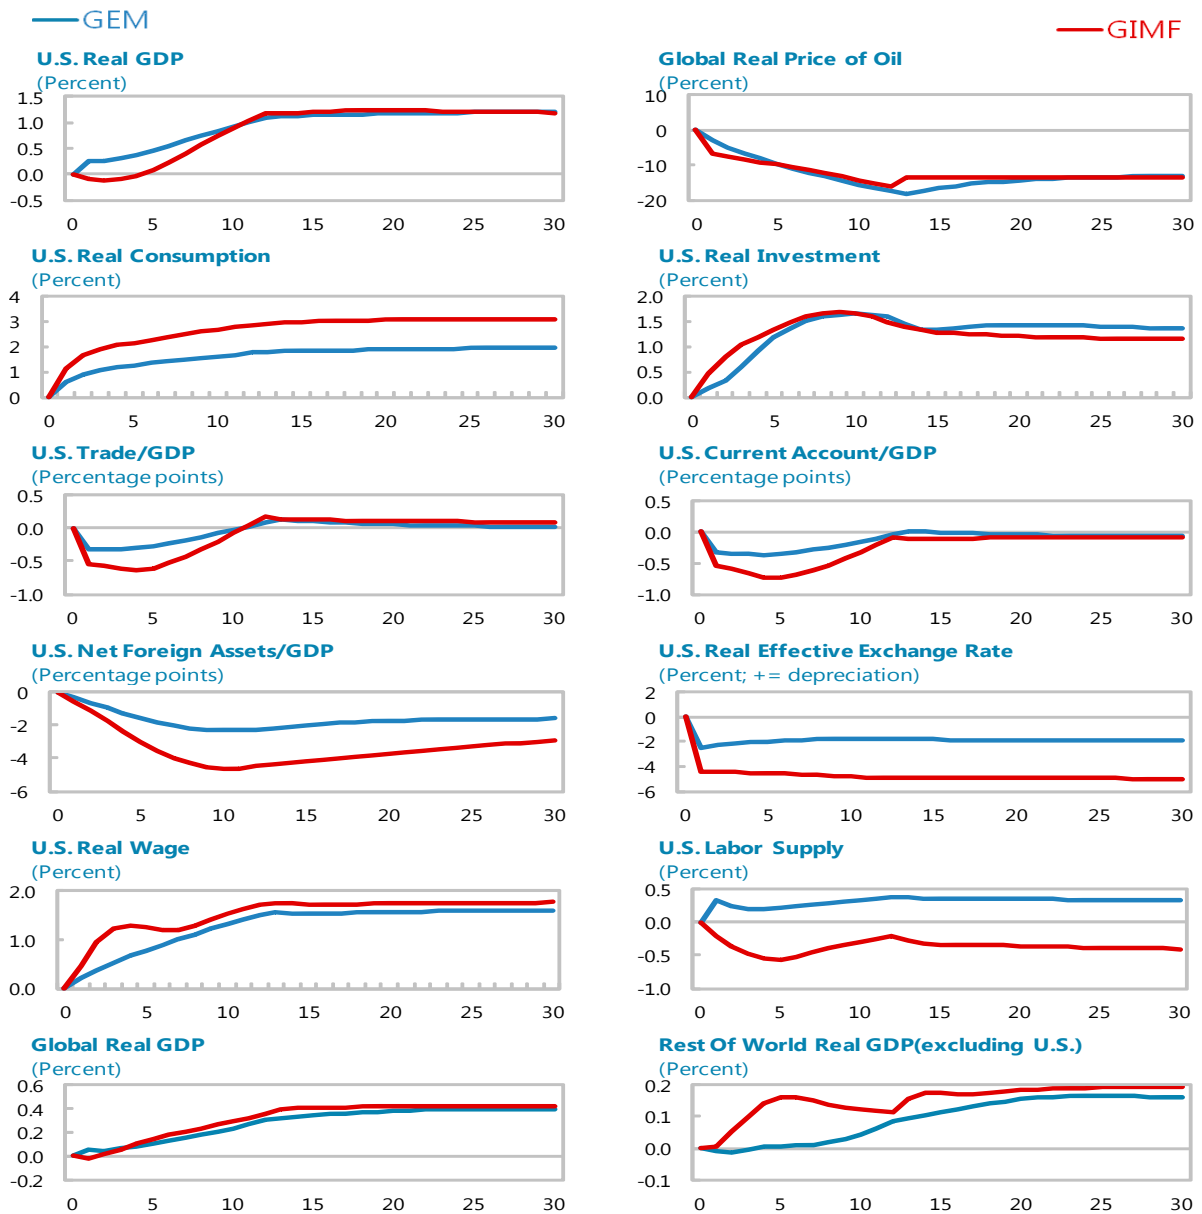 GEM
GIMF
U.S. Real GDP
(Percent)
1.5
1.0
0.5
0.0
-0.5
0 5 10 15 20 25 30
Global Real Price of Oil
(Percent)
10
0
-10
-20
0 5 10 15 20 25 30
U.S. Real Consumption
(Percent)
4
3
2
1
0
0 5 10 15 20 25 30
U.S. Real Investment
(Percent)
2.0
1.5
1.0
0.5
0.0
0 5 10 15 20 25 30
U.S. Trade/GDP
(Percentage points)
0.5
0.0
-0.5
-1.0
0 5 10 15 20 25 30
U.S. Current Account/GDP
(Percentage points)
0.5
0.0
-0.5
-1.0
0 5 10 15 20 25 30
U.S. Net Foreign Assets/GDP
(Percentage points)
0
-2
-4
-6
0 5 10 15 20 25 30
U.S. Real Effective Exchange Rate
(Percent; += depreciation)
2
0
-2
-4
-6
0 5 10 15 20 25 30
U.S. Real Wage
(Percent)
2.0
1.0
0.0
0 5 10 15 20 25 30
U.S. Labor Supply
(Percent)
0.5
0.0
-0.5
-1.0
0 5 10 15 20 25 30
Global Real GDP
(Percent)
0.6
0.4
0.2
0.0
-0.2
0 5 10 15 20 25 30
Rest Of World Real GDP(excluding U.S.)
(Percent)
0.2
0.1
0.0
-0.1
0 5 10 15 20 25 30